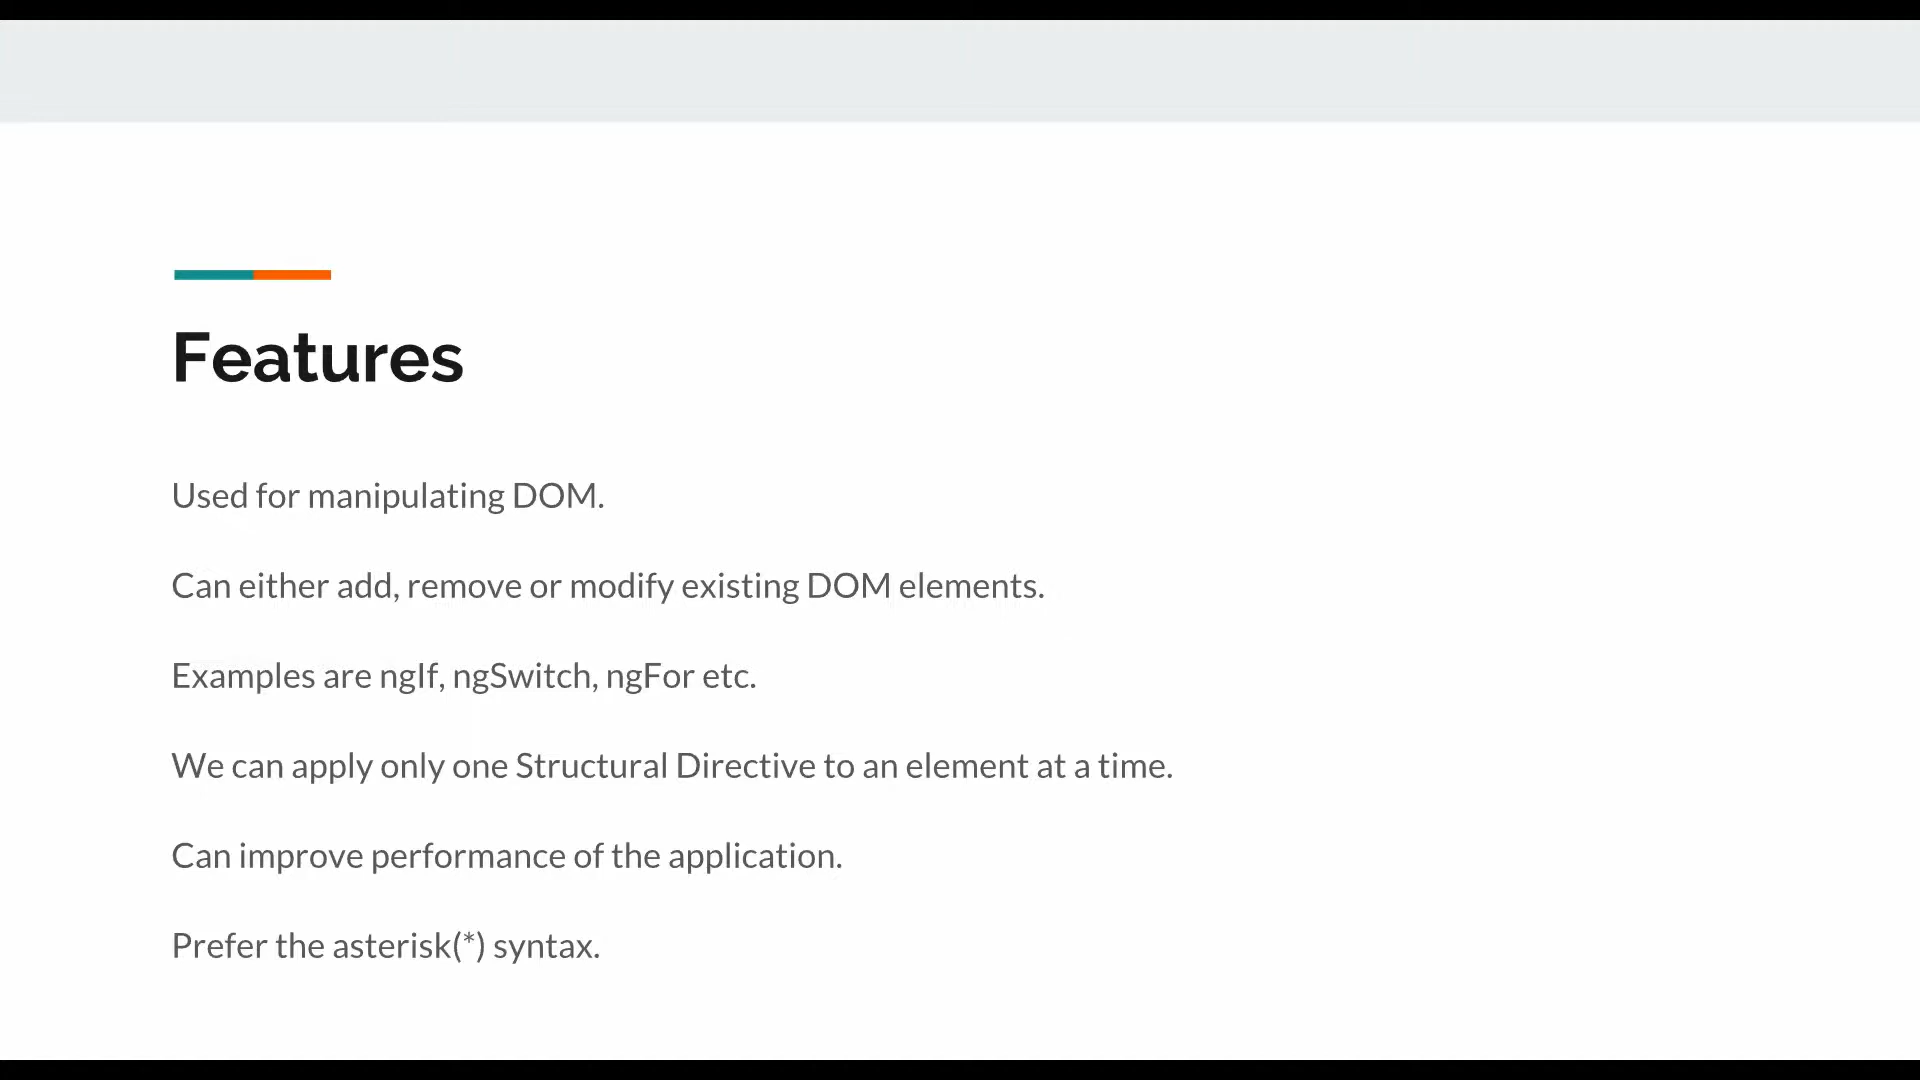 Features
Used for manipulating DOM.
Can either add, remove or modify existing DOM elements.
Examples are ngIf, ngSwitch, ngFor etc.
We can apply only one Structural Directive to an element at a time.
Can improve performance of the application.
Prefer the asterisk(*) syntax.